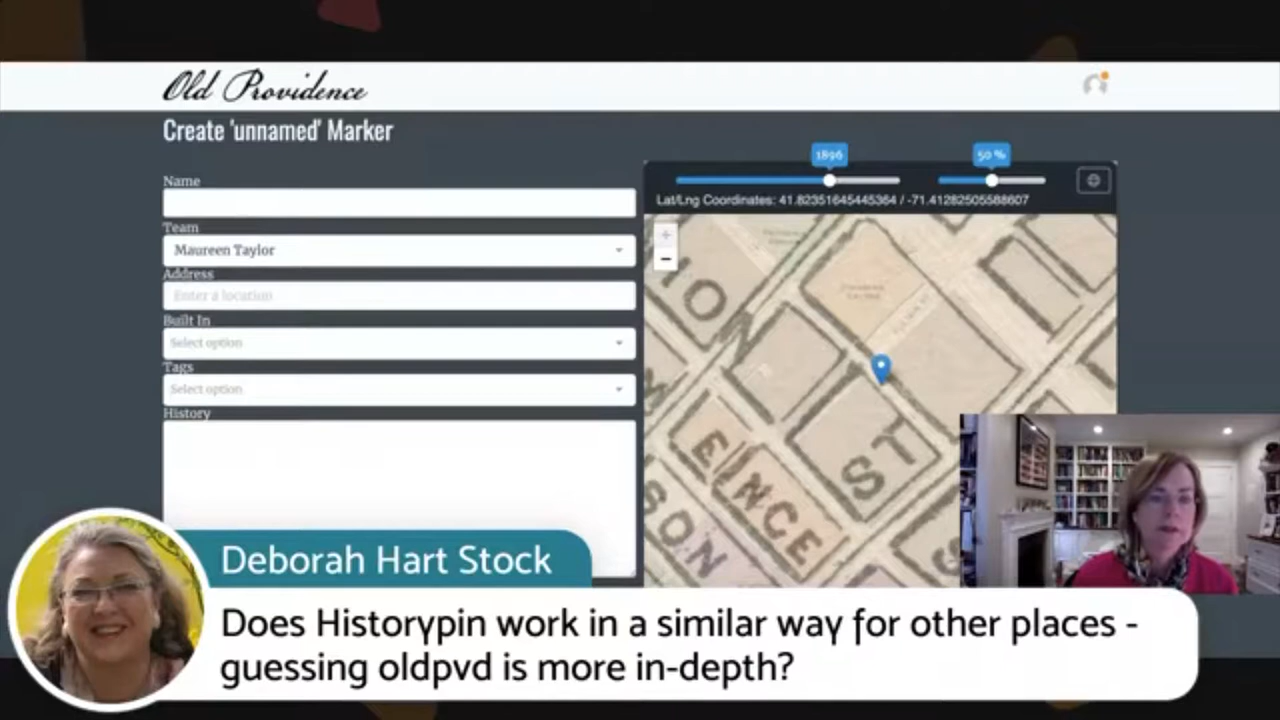 Old Providence
Create 'unnamed' Marker
Name
Team
Maureen Taylor
Address
Enter a location
Built In
Select option
Tags
Select option
History
1896
50 %
Lat/Lng Coordinates: 41.82351645445364 / -71.41282505588607
+
−
ION
ST
ENCE
SON
S
Deborah Hart Stock
Does Historypin work in a similar way for other places -
guessing oldpvd is more in-depth?